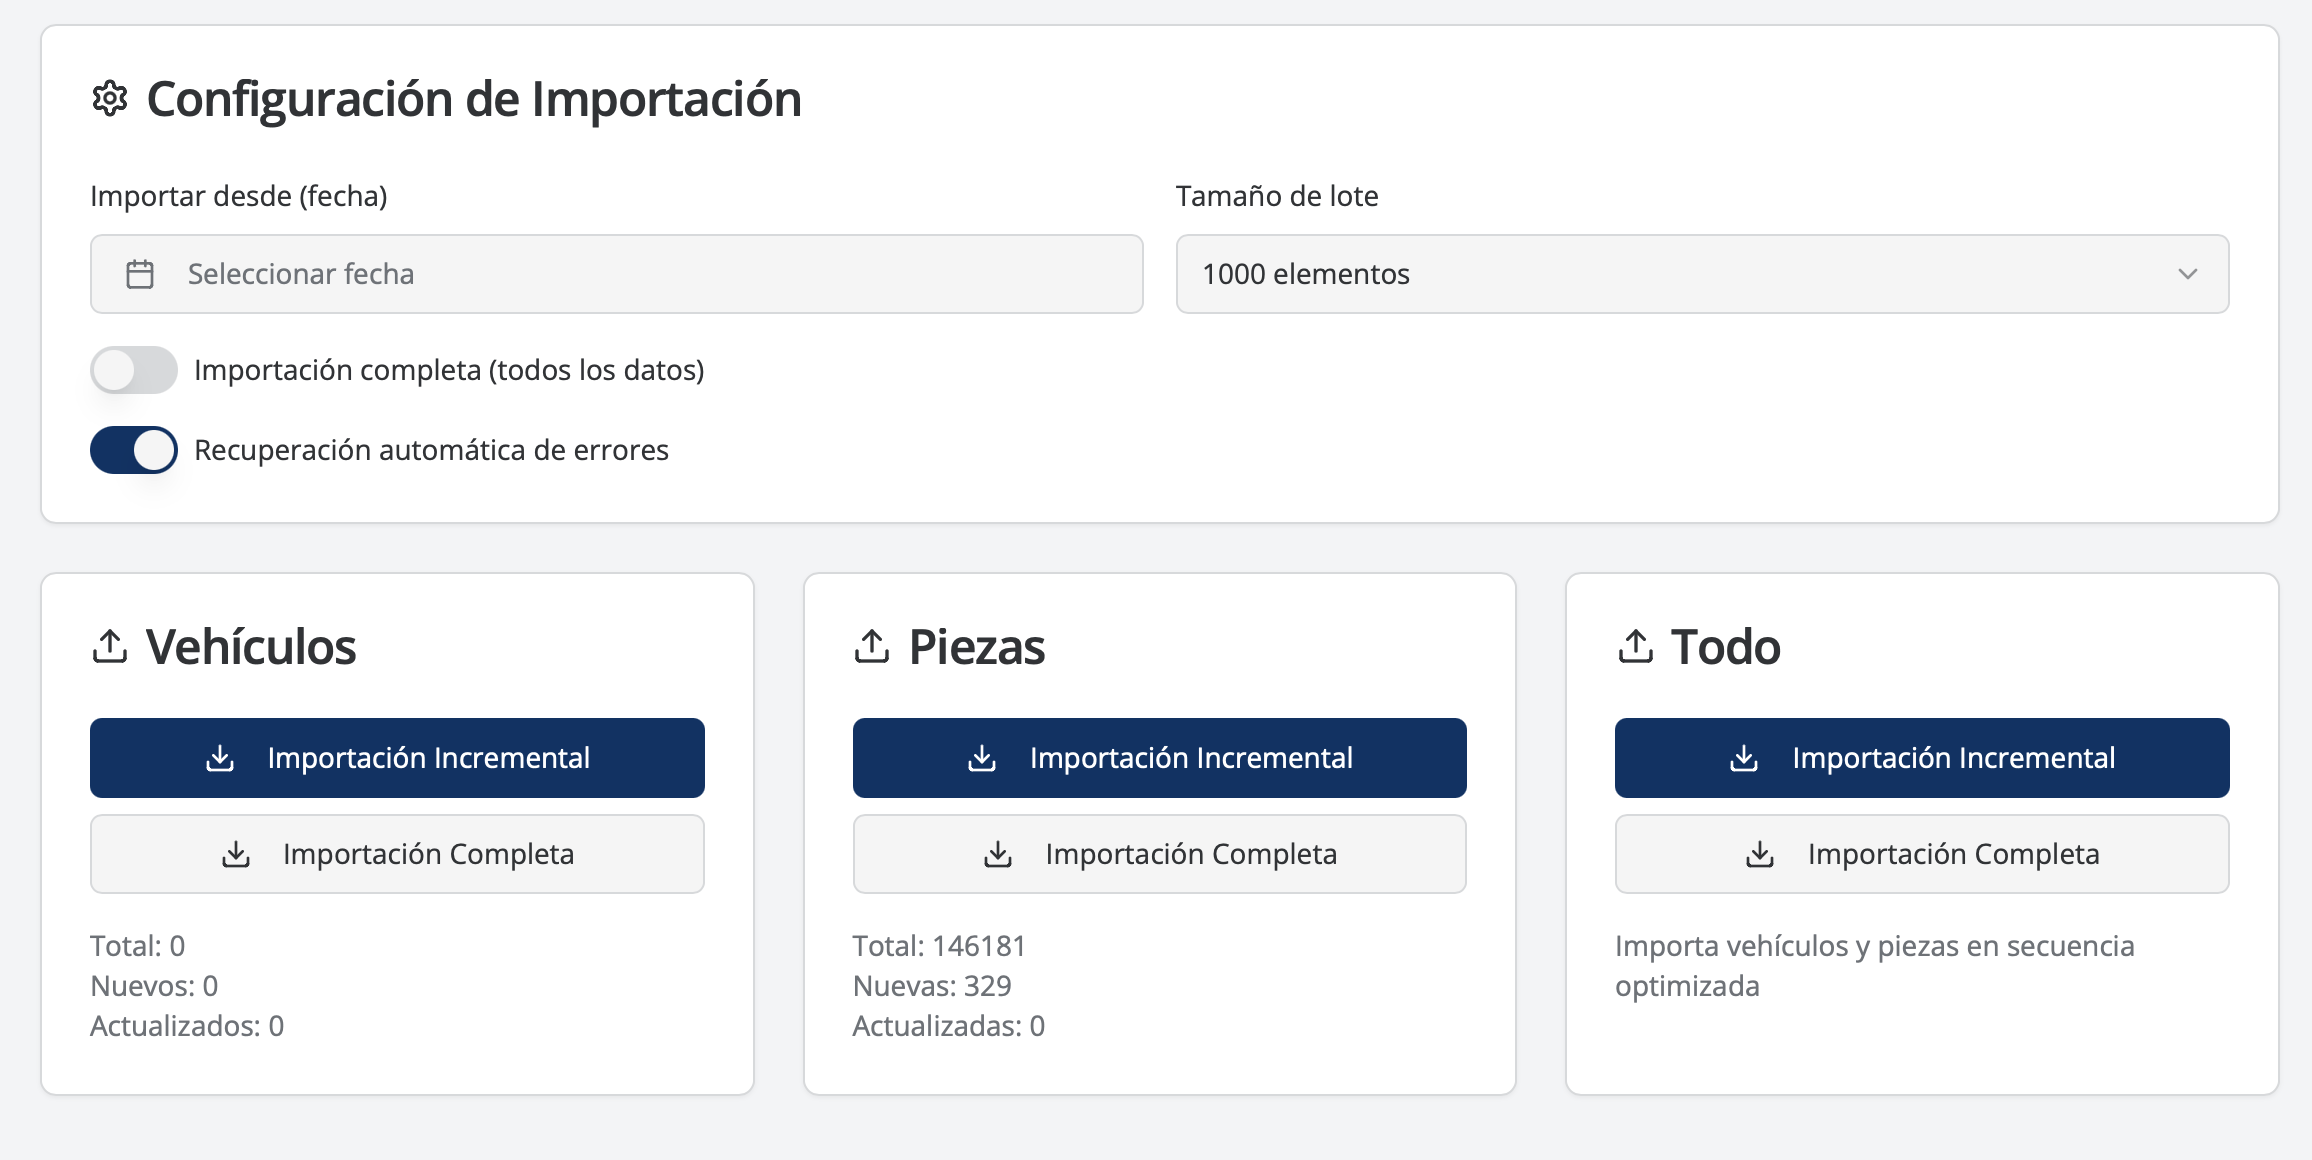 Configuración de Importación
Importar desde (fecha)
Tamaño de lote
Seleccionar fecha
1000 elementos
Importación completa (todos los datos)
Recuperación automática de errores
Vehículos
Importación Incremental
Importación Completa
Total: 0
Nuevos: 0
Actualizados: 0
Piezas
Importación Incremental
Importación Completa
Total: 146181
Nuevas: 329
Actualizadas: 0
Todo
Importación Incremental
Importación Completa
Importa vehículos y piezas en secuencia
optimizada